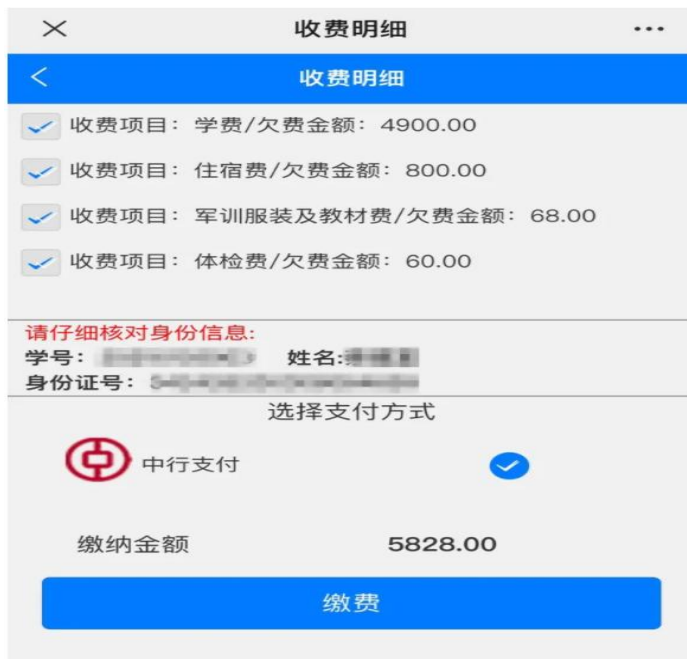 收费明细
收费明细
收费项目：学费/欠费金额：4900.00
收费项目：住宿费/欠费金额：800.00
收费项目：军训服装及教材费/欠费金额：68.00
收费项目：体检费/欠费金额：60.00
请仔细核对身份信息:
学号： 姓名:
身份证号：
选择支付方式
中行支付
缴纳金额 5828.00
缴费